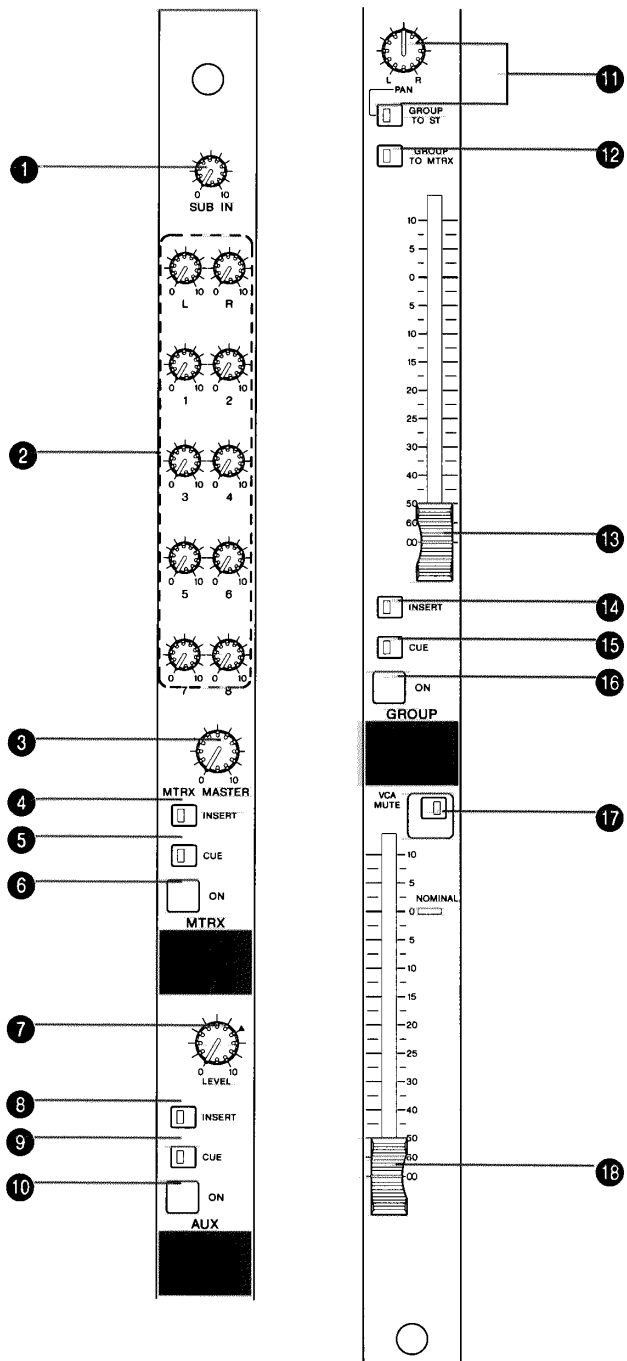 1
0 10
SUB IN
2
0 10 0 10
L R
0 10 0 10
1 2
0 10 0 10
3 4
0 10 0 10
5 6
0 10 0 10
7 8
3
0 10
MTRX MASTER
4
INSERT
5
CUE
6
ON
MTRX
7
0 10
LEVEL
8
INSERT
9
CUE
10
ON
AUX
L R
PAN
11
GROUP
TO ST
GROUP
TO MTRX
12
10
5
0
5
10
15
20
25
30
40
50
60
∞
13
INSERT
14
CUE
15
ON
16
GROUP
VCA
MUTE
17
10
5
NOMINAL
0
5
10
15
20
25
30
40
50
60
∞
18